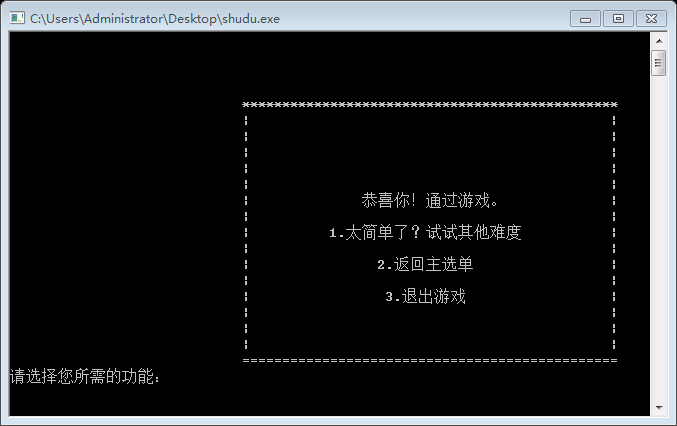 C:\Users\Administrator\Desktop\shudu.exe
恭喜你！通过游戏。
1.太简单了？试试其他难度
2.返回主选单
3.退出游戏
请选择您所需的功能：